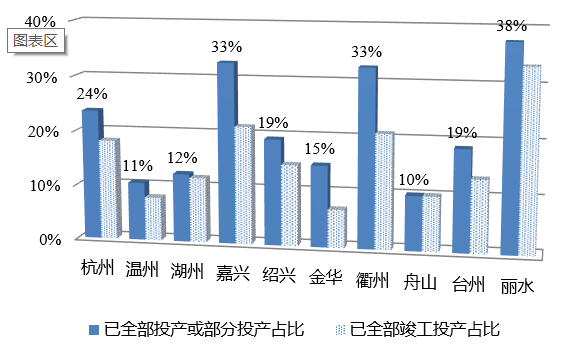 40%
图表区
30%
20%
10%
0%
24%
11%
12%
33%
19%
15%
33%
10%
19%
38%
杭州
温州
湖州
嘉兴
绍兴
金华
衢州
舟山
台州
丽水
已全部投产或部分投产占比
已全部竣工投产占比